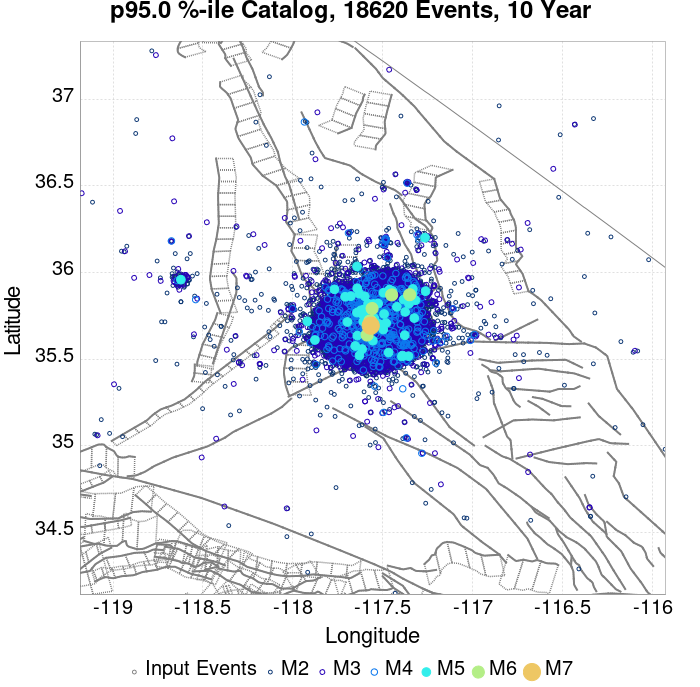 p95.0 %-ile Catalog, 18620 Events, 10 Year
37
36.5
36
35.5
35
34.5
Latitude
-119
-118.5
-118
-117.5
-117
-116.5
-116
Longitude
Input Events
M2
M3
M4
M5
M6
M7